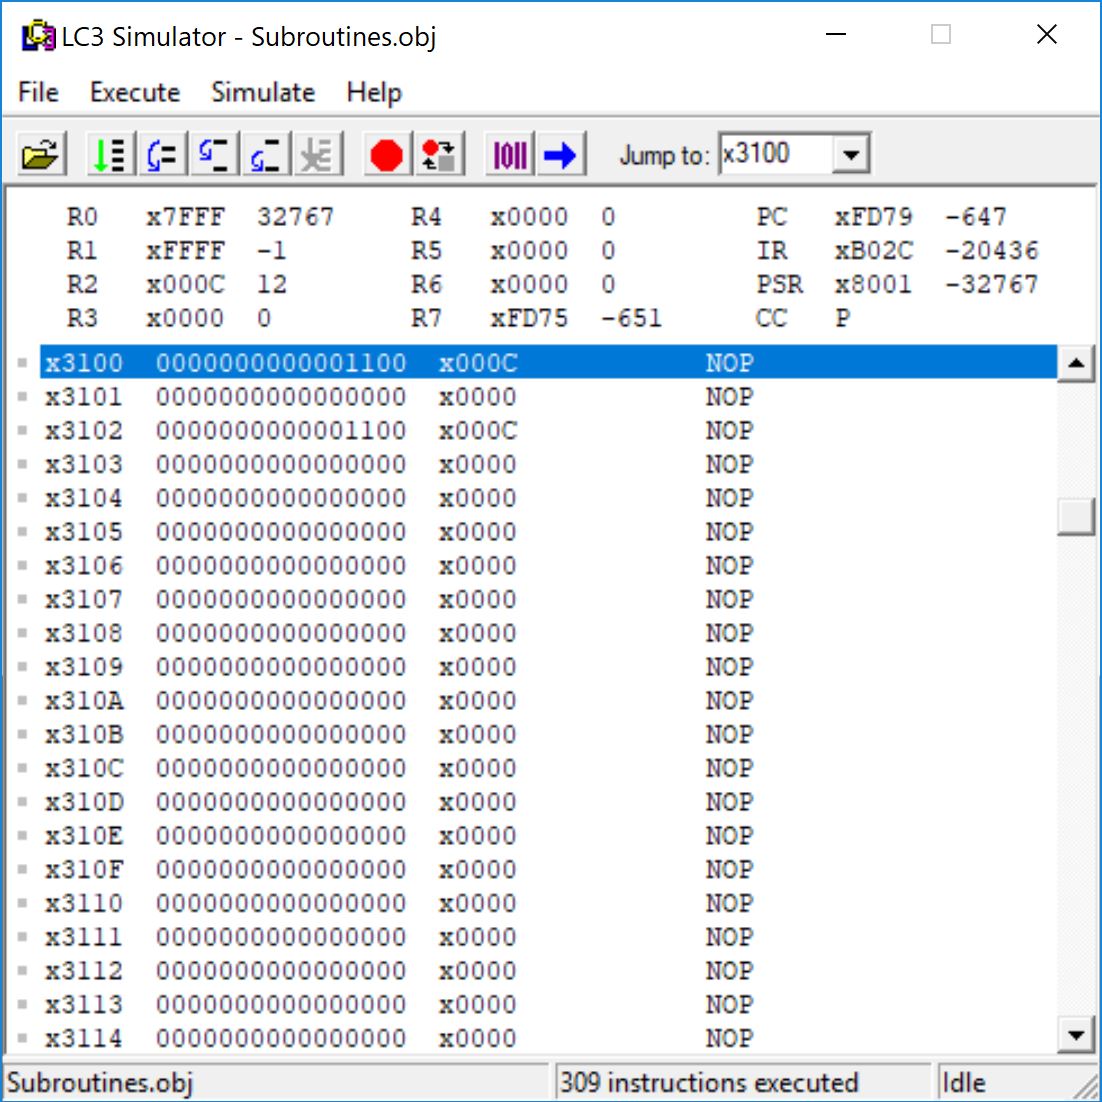 LC3 Simulator - Subroutines.obj
File Execute Simulate Help
Jump to: x3100
R0 x7FFF 32767 R4 x0000 0 PC xFD79 -647
R1 xFFFF -1 R5 x0000 0 IR xB02C -20436
R2 x000C 12 R6 x0000 0 PSR x8001 -32767
R3 x0000 0 R7 xFD75 -651 CC P
x3100 0000000000001100 x000C NOP
x3101 0000000000000000 x0000 NOP
x3102 0000000000001100 x000C NOP
x3103 0000000000000000 x0000 NOP
x3104 0000000000000000 x0000 NOP
x3105 0000000000000000 x0000 NOP
x3106 0000000000000000 x0000 NOP
x3107 0000000000000000 x0000 NOP
x3108 0000000000000000 x0000 NOP
x3109 0000000000000000 x0000 NOP
x310A 0000000000000000 x0000 NOP
x310B 0000000000000000 x0000 NOP
x310C 0000000000000000 x0000 NOP
x310D 0000000000000000 x0000 NOP
x310E 0000000000000000 x0000 NOP
x310F 0000000000000000 x0000 NOP
x3110 0000000000000000 x0000 NOP
x3111 0000000000000000 x0000 NOP
x3112 0000000000000000 x0000 NOP
x3113 0000000000000000 x0000 NOP
x3114 0000000000000000 x0000 NOP
Subroutines.obj 309 instructions executed Idle